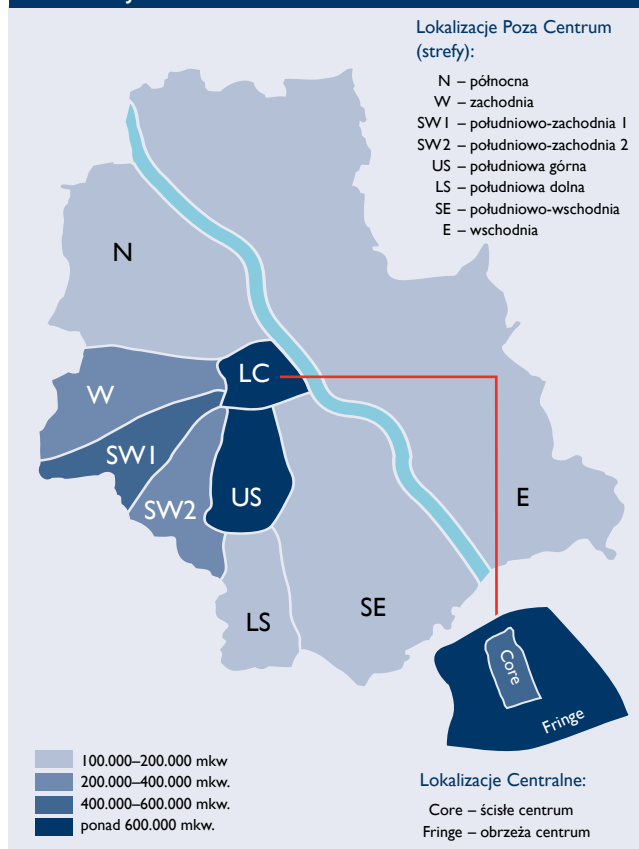 Lokalizacje Poza Centrum
(strefy):
N – północna
W – zachodnia
SW1 – południowo-zachodnia 1
SW2 – południowo-zachodnia 2
US – południowa górna
LS – południowa dolna
SE – południowo-wschodnia
E – wschodnia
N
LC
W
SW1
SW2
US
E
LS
SE
Core
Fringe
100.000–200.000 mkw
200.000–400.000 mkw.
400.000–600.000 mkw.
ponad 600.000 mkw.
Lokalizacje Centralne:
Core – ścisłe centrum
Fringe – obrzeża centrum